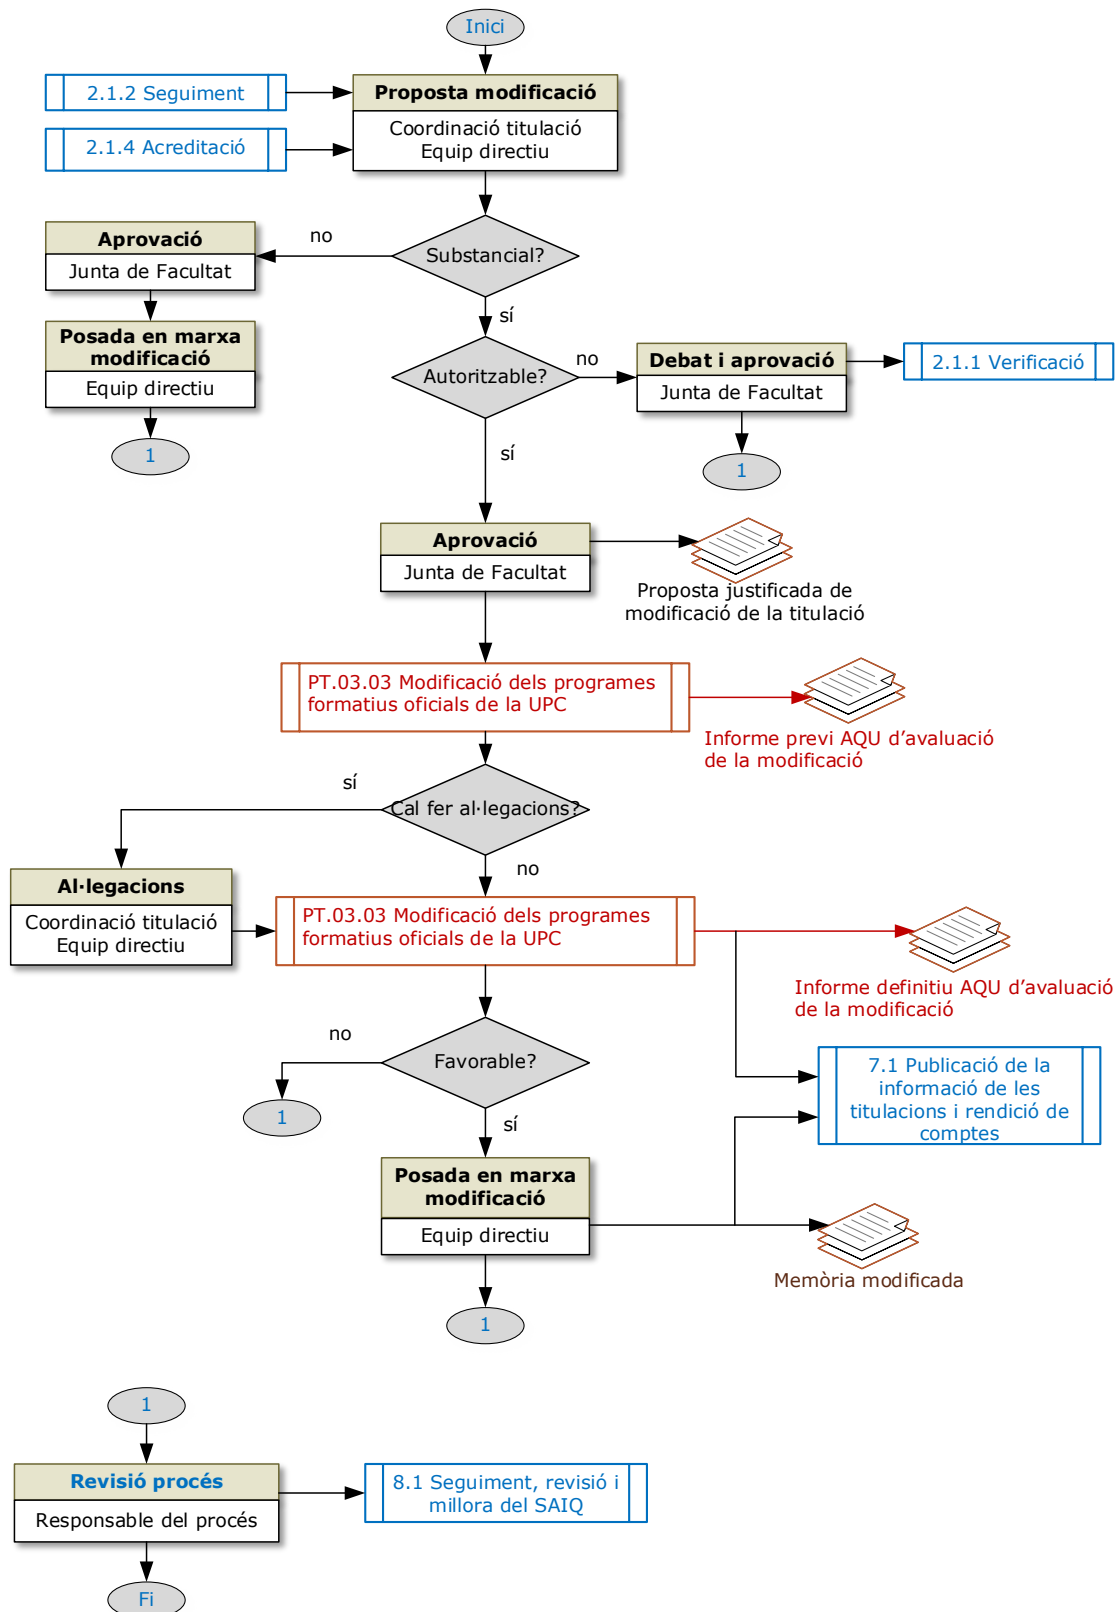 Inici
2.1.2 Seguiment
Proposta modificació
Coordinació titulació
Equip directiu
2.1.4 Acreditació
Substancial?
no
Aprovació
Junta de Facultat
sí
Posada en marxa
modificació
Equip directiu
1
Autoritzable?
no
Debat i aprovació
Junta de Facultat
2.1.1 Verificació
1
sí
Aprovació
Junta de Facultat
Proposta justificada de
modificació de la titulació
PT.03.03 Modificació dels programes
formatius oficials de la UPC
Informe previ AQU d’avaluació
de la modificació
Cal fer al·legacions?
sí
no
Al·legacions
Coordinació titulació
Equip directiu
PT.03.03 Modificació dels programes
formatius oficials de la UPC
Informe definitiu AQU d’avaluació
de la modificació
Favorable?
no
1
sí
7.1 Publicació de la
informació de les
titulacions i rendició de
comptes
Posada en marxa
modificació
Equip directiu
Memòria modificada
1
1
Revisió procés
Responsable del procés
8.1 Seguiment, revisió i
millora del SAIQ
Fi